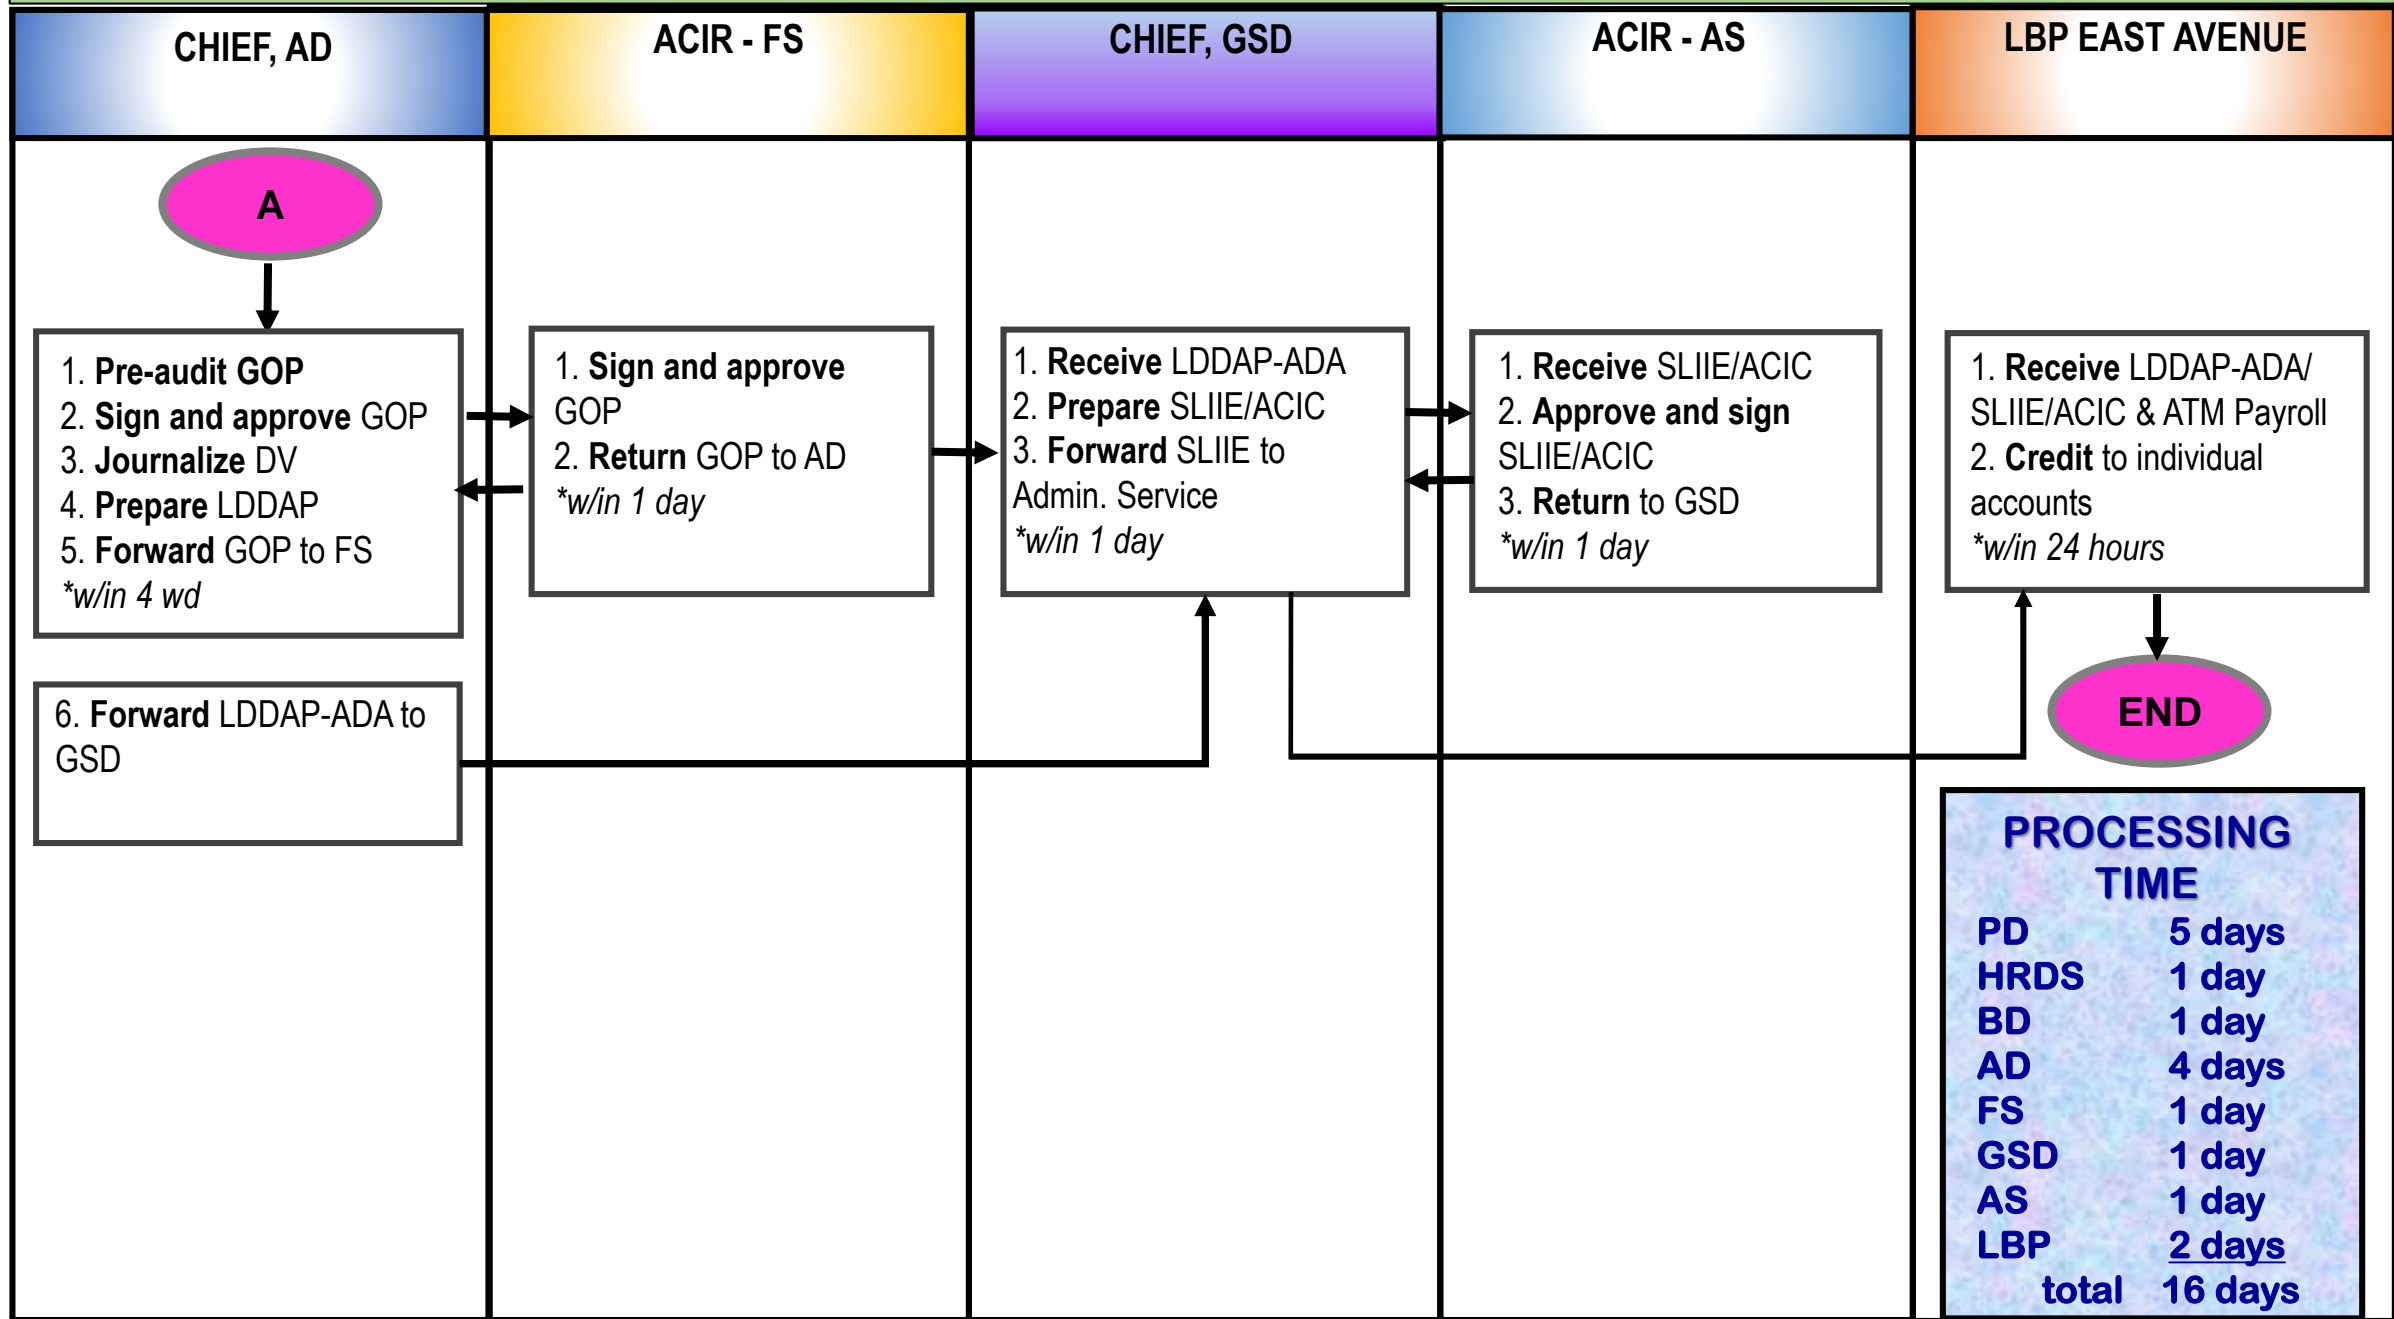 CHIEF, AD
ACIR - FS
CHIEF, GSD
ACIR - AS
LBP EAST AVENUE
A
1. Pre-audit GOP
2. Sign and approve GOP
3. Journalize DV
4. Prepare LDDAP
5. Forward GOP to FS
*w/in 4 wd
6. Forward LDDAP-ADA to
GSD
1. Sign and approve
GOP
2. Return GOP to AD
*w/in 1 day
1. Receive LDDAP-ADA
2. Prepare SLIIE/ACIC
3. Forward SLIIE to
Admin. Service
*w/in 1 day
1. Receive SLIIE/ACIC
2. Approve and sign
SLIIE/ACIC
3. Return to GSD
*w/in 1 day
1. Receive LDDAP-ADA/
SLIIE/ACIC & ATM Payroll
2. Credit to individual
accounts
*w/in 24 hours
END
PROCESSING
TIME
PD 5 days
HRDS 1 day
BD 1 day
AD 4 days
FS 1 day
GSD 1 day
AS 1 day
LBP 2 days
total 16 days